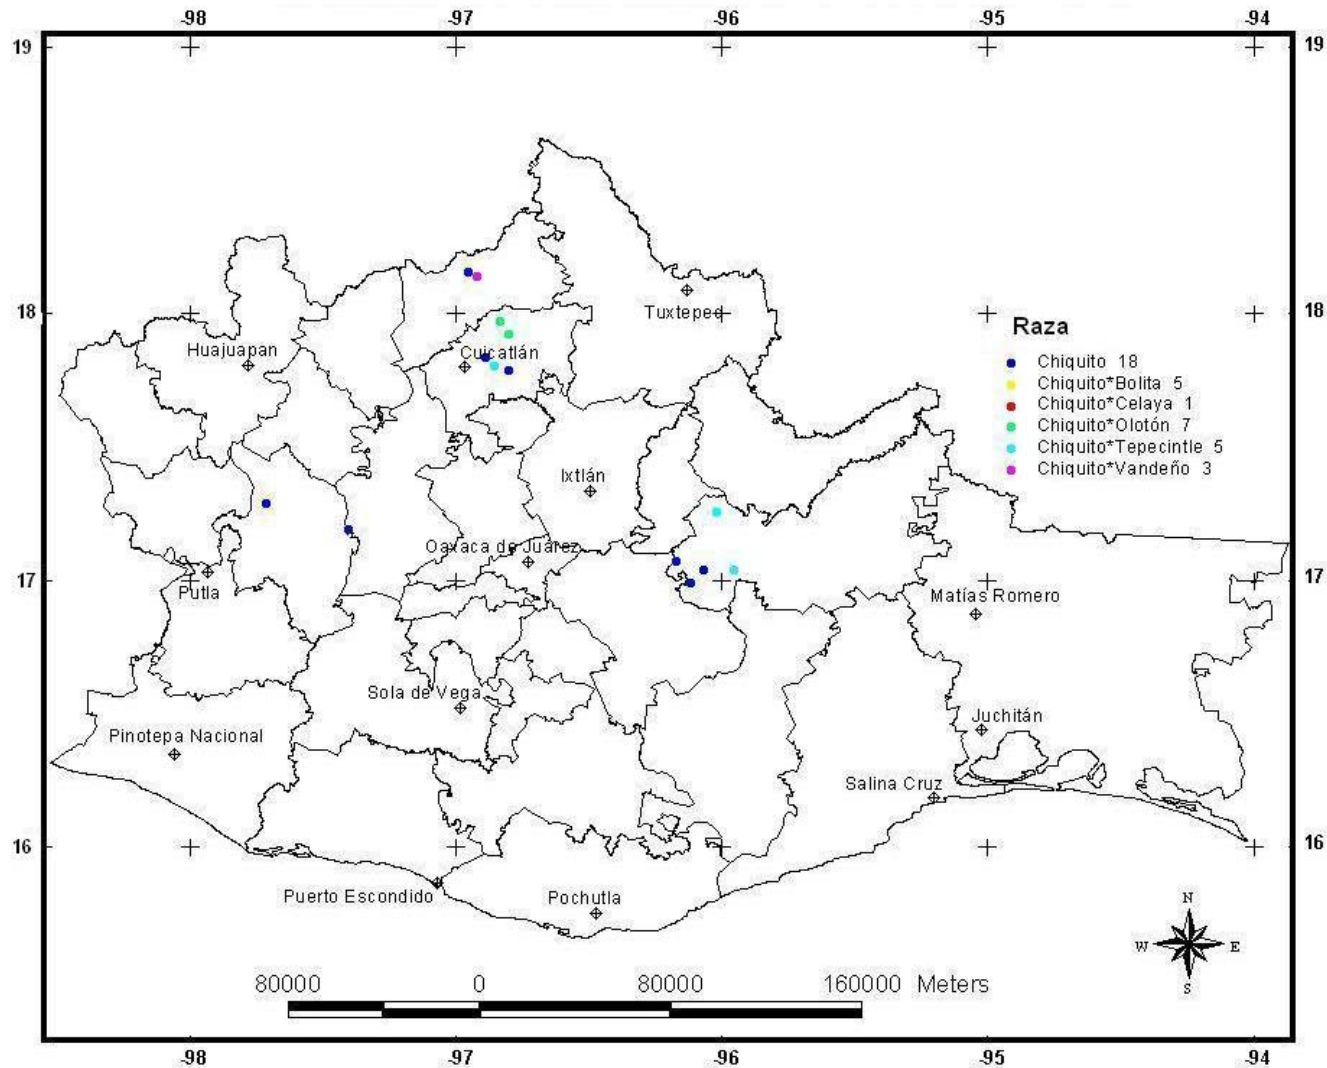 -98 -97 -96 -95 -94
19 19
18 18
Tuxtepec
Huajuapan
Cuicatlán
Raza
Chiquito 18
Chiquito*Bolita 5
Chiquito*Celaya 1
Chiquito*Olotón 7
Chiquito*Tepecintle 5
Chiquito*Vandeño 3
Ixtlán
Oaxaca de Juárez
17 17
Putla
Matías Romero
Sola de Vega
Pinotepa Nacional
Juchitán
Salina Cruz
16 16
Puerto Escondido
Pochutla
N
W E
S
80000 0 80000 160000 Meters
-98 -97 -96 -95 -94